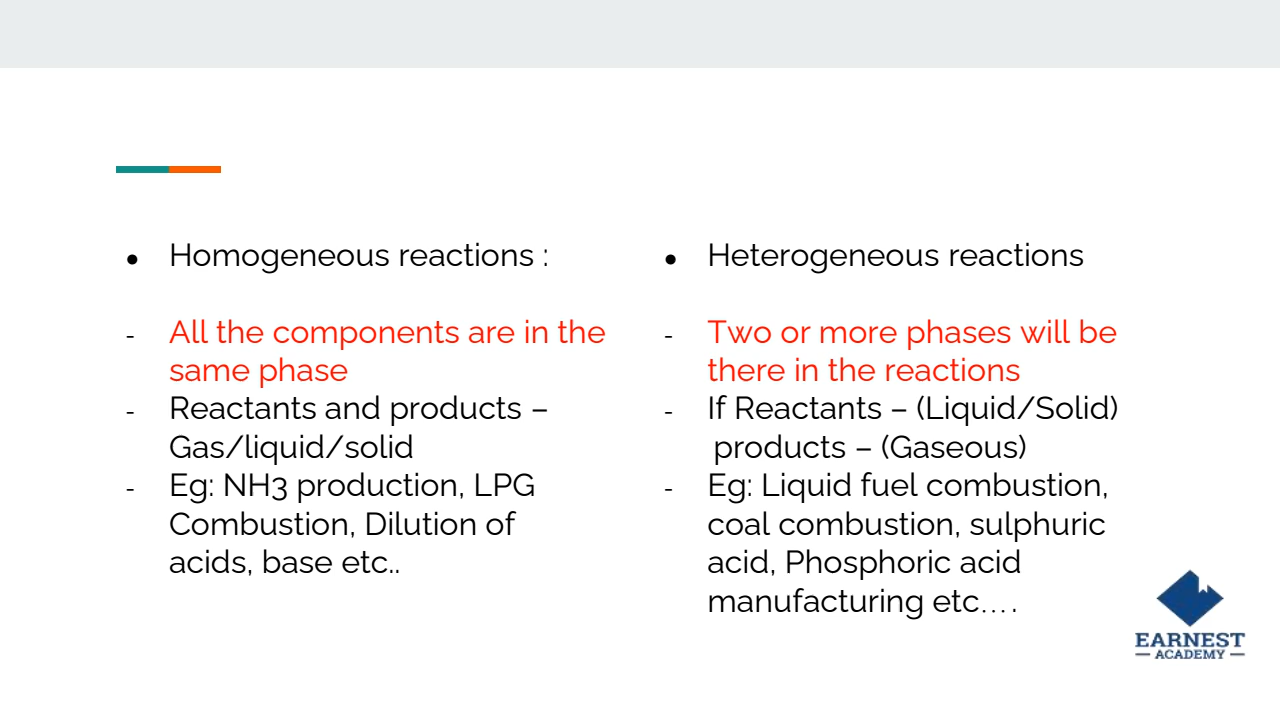 ● Homogeneous reactions :
- All the components are in the
same phase
- Reactants and products –
Gas/liquid/solid
- Eg: NH3 production, LPG
Combustion, Dilution of
acids, base etc..
● Heterogeneous reactions
- Two or more phases will be
there in the reactions
- If Reactants – (Liquid/Solid)
products – (Gaseous)
- Eg: Liquid fuel combustion,
coal combustion, sulphuric
acid, Phosphoric acid
manufacturing etc....
EARNEST
ACADEMY